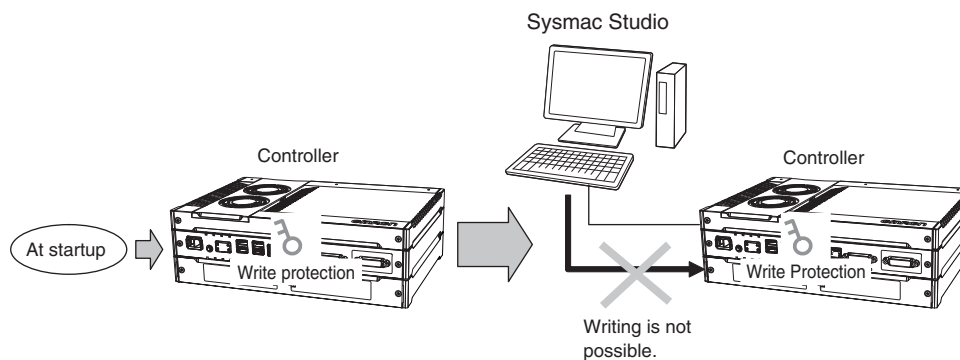 Sysmac Studio
Controller
Controller
At startup
Write protection
Write Protection
Writing is not
possible.